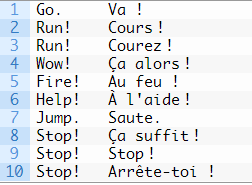 1 Go. Va !
2 Run! Cours !
3 Run! Courez !
4 Wow! Ça alors !
5 Fire! Au feu !
6 Help! À l'aide !
7 Jump. Saute.
8 Stop! Ça suffit !
9 Stop! Stop !
10 Stop! Arrête-toi !